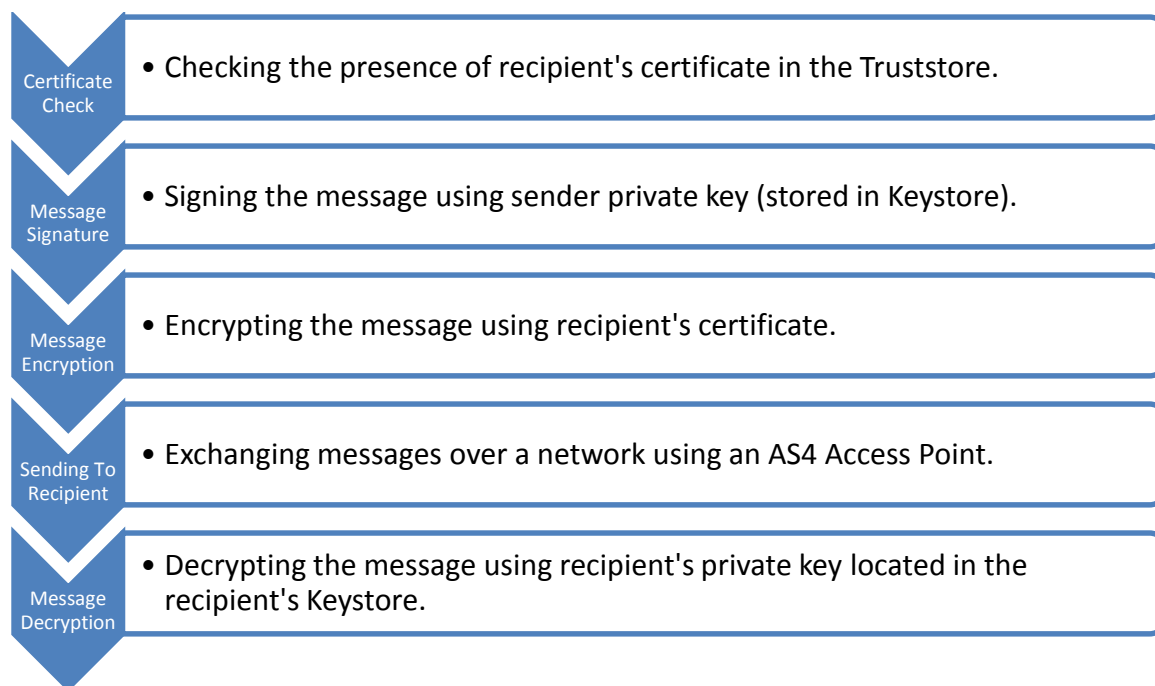 Certificate
Check
• Checking the presence of recipient's certificate in the Truststore.
Message
Signature
• Signing the message using sender private key (stored in Keystore).
Message
Encryption
• Encrypting the message using recipient's certificate.
Sending To
Recipient
• Exchanging messages over a network using an AS4 Access Point.
Message
Decryption
• Decrypting the message using recipient's private key located in the
recipient's Keystore.